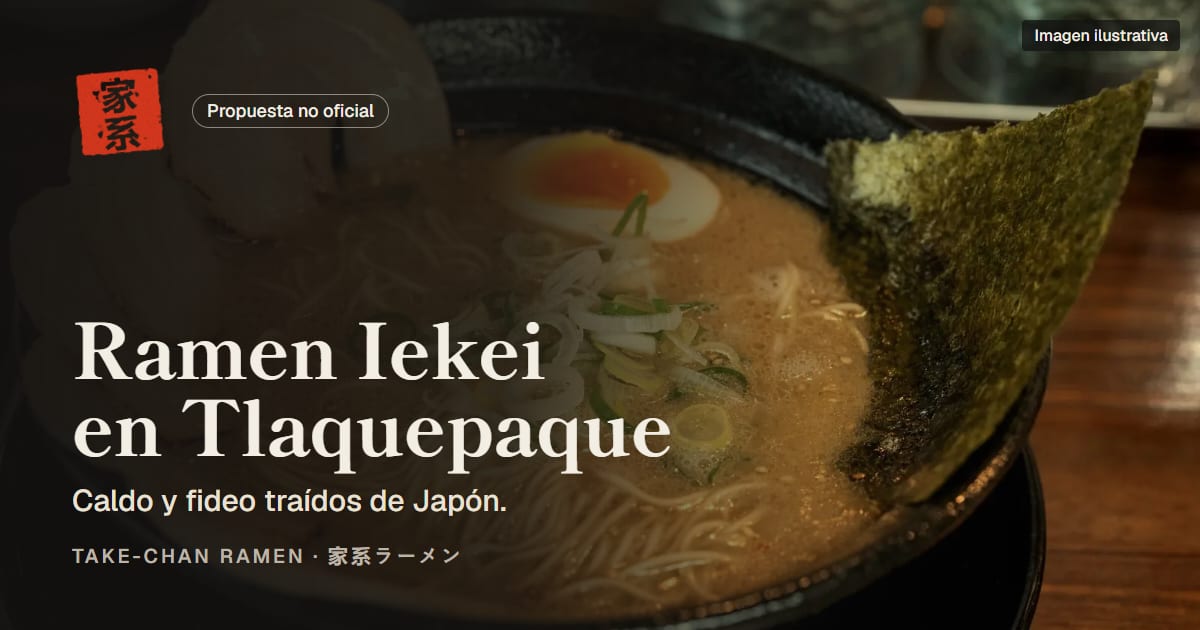 Imagen ilustrativa
家系
Propuesta no oficial
Ramen Iekei
en Tlaquepaque
Caldo y fideo traídos de Japón.
TAKE-CHAN RAMEN · 家系ラーメン